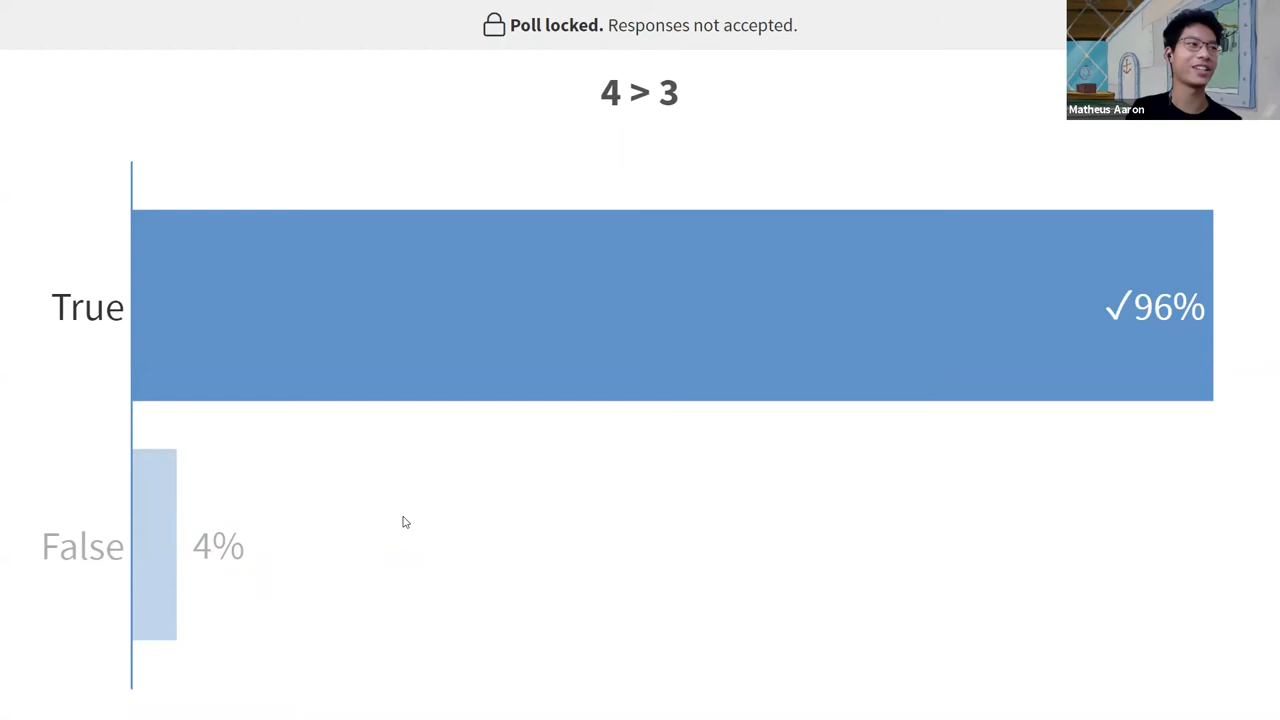 Poll locked. Responses not accepted.
4 > 3
Matheus Aaron
True
✓96%
False
4%